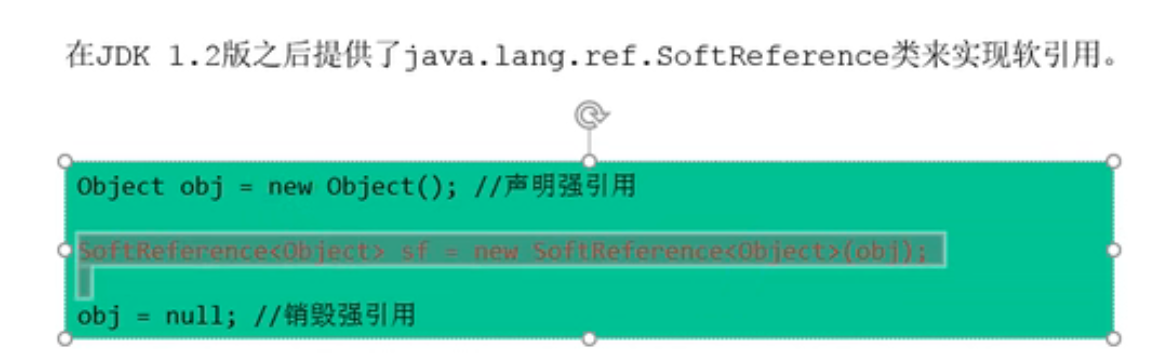 在JDK 1.2版之后提供了java.lang.ref.SoftReference类来实现软引用。
Object obj = new Object(); //声明强引用
SoftReference<Object> sf = new SoftReference<Object>(obj);
obj = null; //销毁强引用